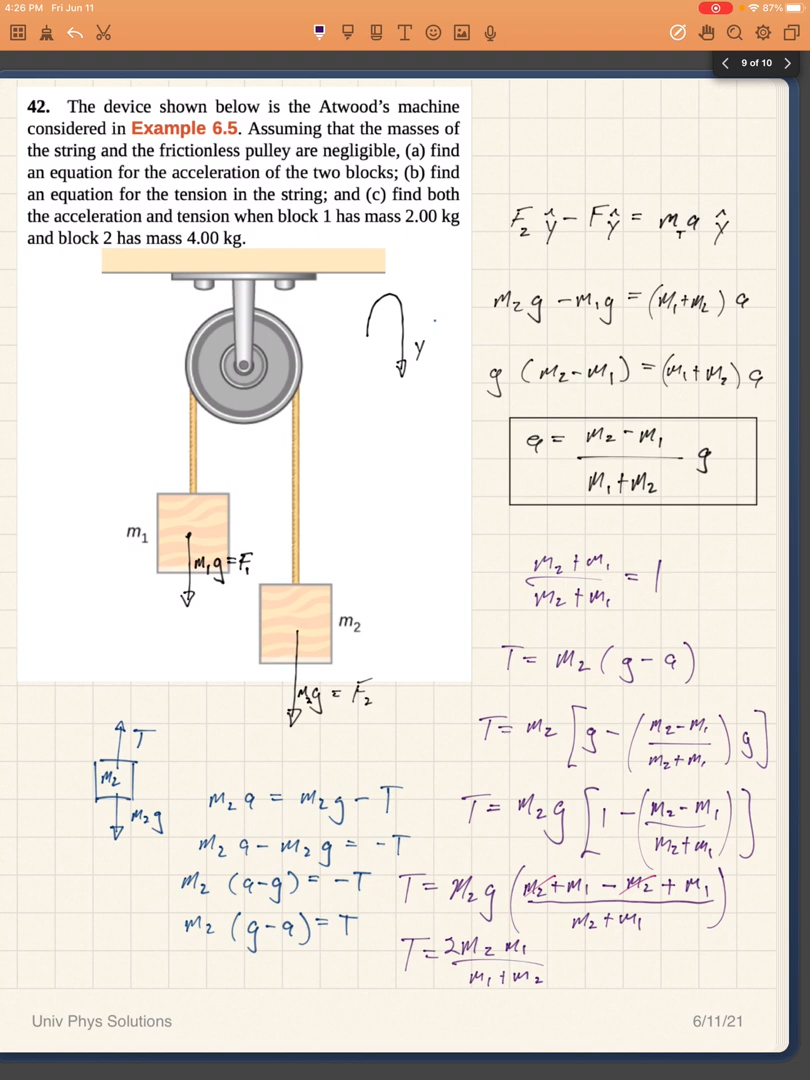 4:26 PM Fri Jun 11
87%
T
9 of 10
42. The device shown below is the Atwood's machine
considered in Example 6.5. Assuming that the masses of
the string and the frictionless pulley are negligible, (a) find
an equation for the acceleration of the two blocks; (b) find
an equation for the tension in the string; and (c) find both
the acceleration and tension when block 1 has mass 2.00 kg
and block 2 has mass 4.00 kg.
y
m₁
m₁g = F₁
m₂
m₂g = F₂
F₂ ŷ - F₁ ŷ = m_T a ŷ
m₂g - m₁g = (m₁+m₂) a
g (m₂-m₁) = (m₁+m₂) a
a = (m₂-m₁)/(m₁+m₂) g
(m₂+m₁)/(m₂+m₁) = 1
T = m₂ (g-a)
T = m₂ [g - ((m₂-m₁)/(m₂+m₁)) g]
T = m₂g [1 - ((m₂-m₁)/(m₂+m₁))]
T = m₂g ((m₂+m₁-m₂+m₁)/(m₂+m₁))
T = 2m₂m₁/(m₁+m₂)
T
m₂
m₂g
m₂a = m₂g - T
m₂a - m₂g = -T
m₂ (a-g) = -T
m₂ (g-a) = T
Univ Phys Solutions
6/11/21